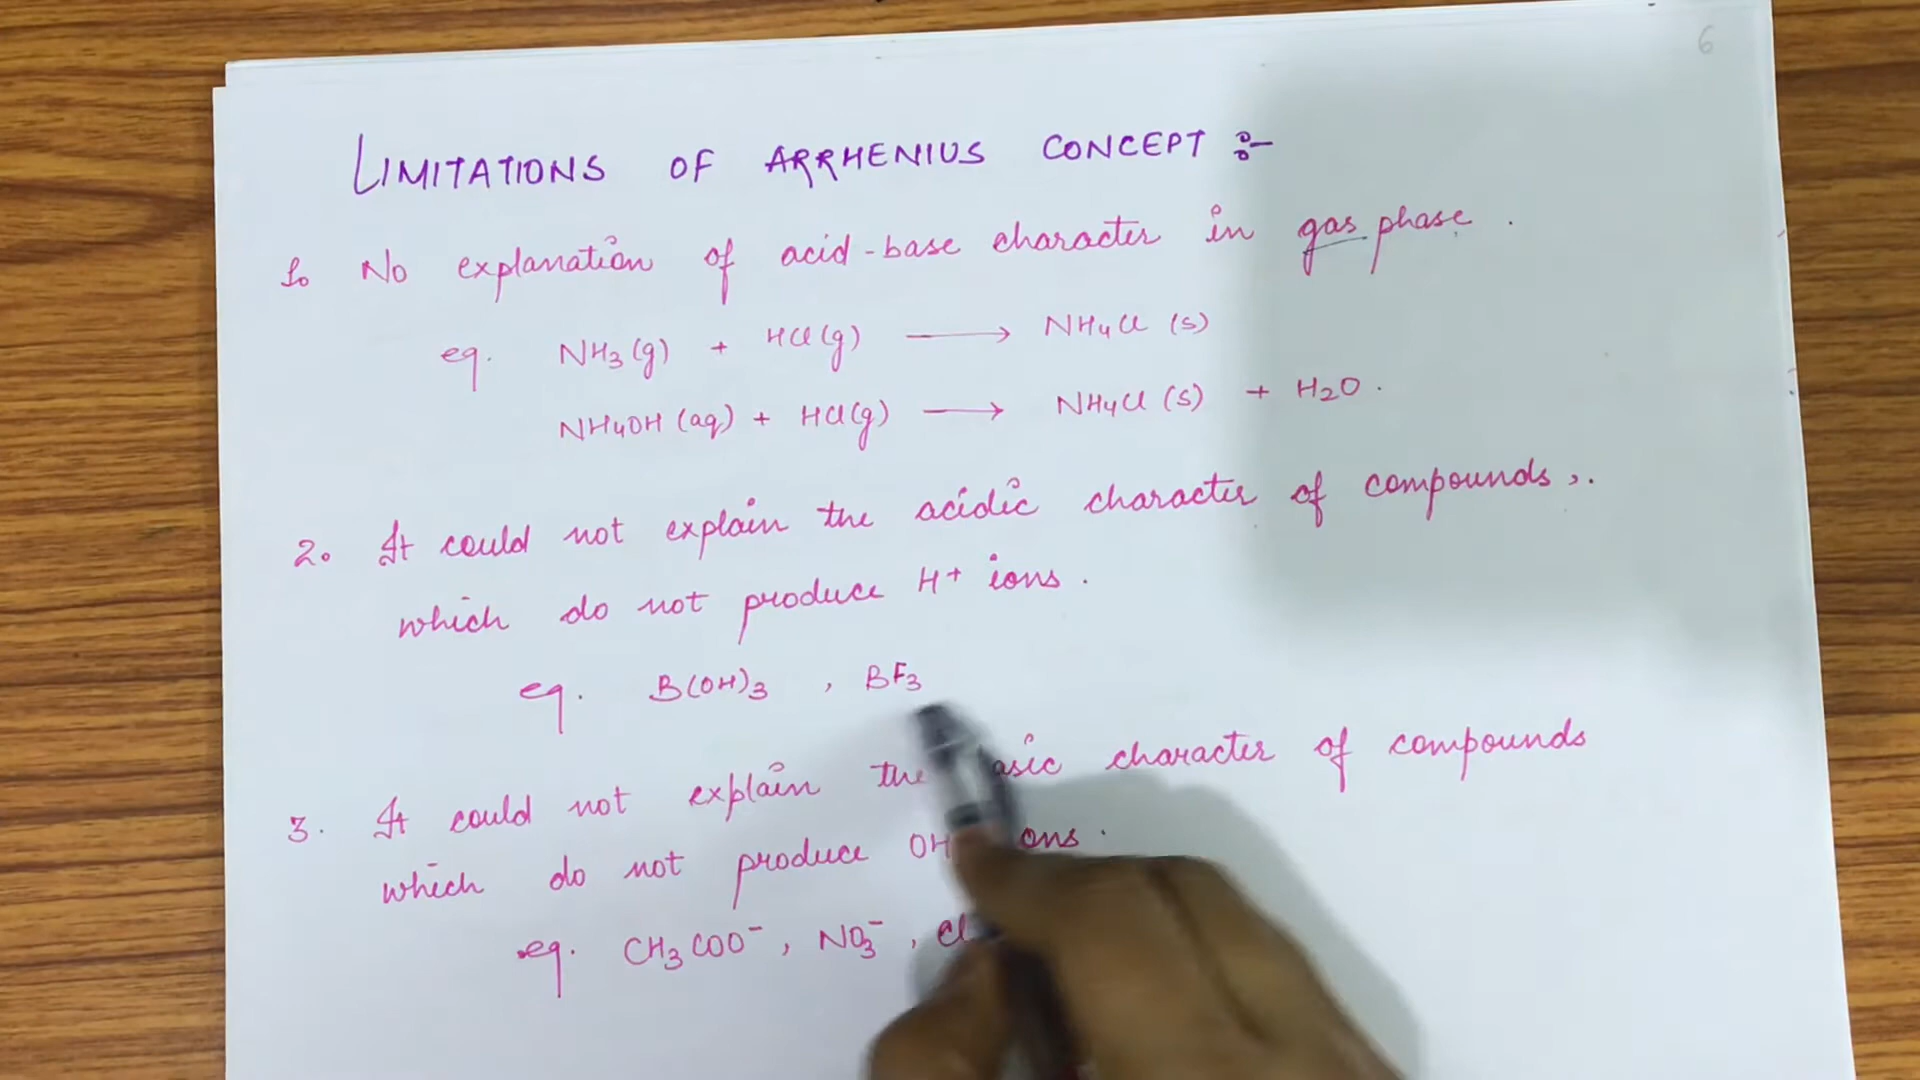 6
LIMITATIONS OF ARRHENIUS CONCEPT :-
1. No explanation of acid-base character in gas phase.
eg. NH3(g) + HCl(g) ⟶ NH4Cl (s)
NH4OH (aq) + HCl(g) ⟶ NH4Cl (s) + H2O.
2. It could not explain the acidic character of compounds,.
which do not produce H+ ions.
eg. B(OH)3 , BF3
3. It could not explain the character of compounds
which do not produce
eg. CH3COO⁻, NO3⁻,